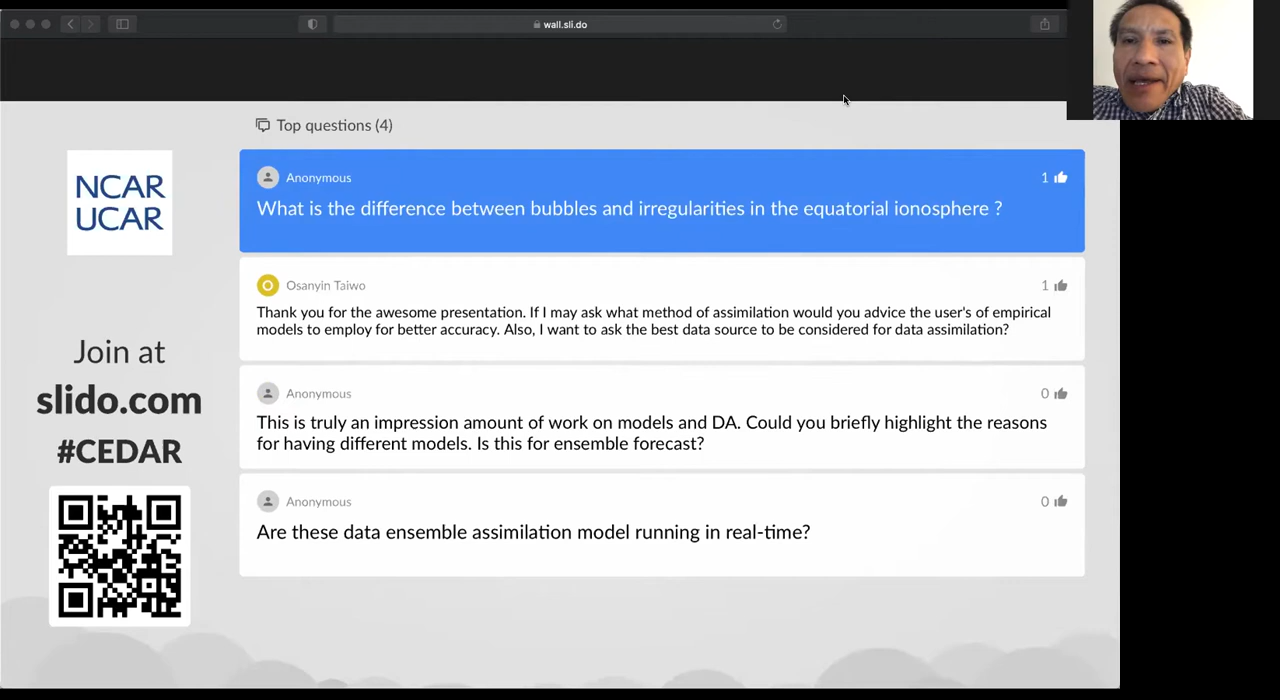 wall.sli.do
Top questions (4)
NCAR
UCAR
Join at
slido.com
#CEDAR
Anonymous
1
What is the difference between bubbles and irregularities in the equatorial ionosphere ?
O
Osanyin Taiwo
1
Thank you for the awesome presentation. If I may ask what method of assimilation would you advice the user's of empirical
models to employ for better accuracy. Also, I want to ask the best data source to be considered for data assimilation?
Anonymous
0
This is truly an impression amount of work on models and DA. Could you briefly highlight the reasons
for having different models. Is this for ensemble forecast?
Anonymous
0
Are these data ensemble assimilation model running in real-time?